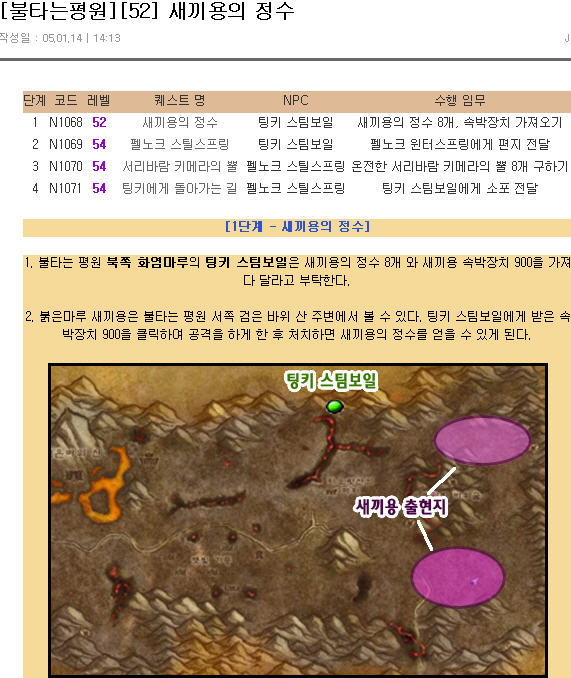 [불타는평원][52] 새끼용의 정수
작성일 : 05.01.14 | 14:13
J
단계 코드 레벨 퀘스트 명 NPC 수행 임무
1 N1068 52 새끼용의 정수 팅키 스팀보일 새끼용의 정수 8개, 속박장치 가져오기
2 N1069 54 펠노크 스틸스프링 팅키 스팀보일 펠노크 윈터스프링에게 편지 전달
3 N1070 54 서리바람 키메라의 뿔 펠노크 스틸스프링 온전한 서리바람 키메라의 뿔 8개 구하기
4 N1071 54 팅키에게 돌아가는 길 펠노크 스틸스프링 팅키 스팀보일에게 소포 전달
[1단계 - 새끼용의 정수]
1. 불타는 평원 북쪽 화염마루의 팅키 스팀보일은 새끼용의 정수 8개 와 새끼용 속박장치 900을 가져
다 달라고 부탁한다.
2. 붉은마루 새끼용은 불타는 평원 서쪽 검은 바위 산 주변에서 볼 수 있다. 팅키 스팀보일에게 받은 속
박장치 900을 클릭하여 공격을 하게 한 후 처치하면 새끼용의 정수를 얻을 수 있게 된다.
팅키 스팀보일
새끼용 출현지